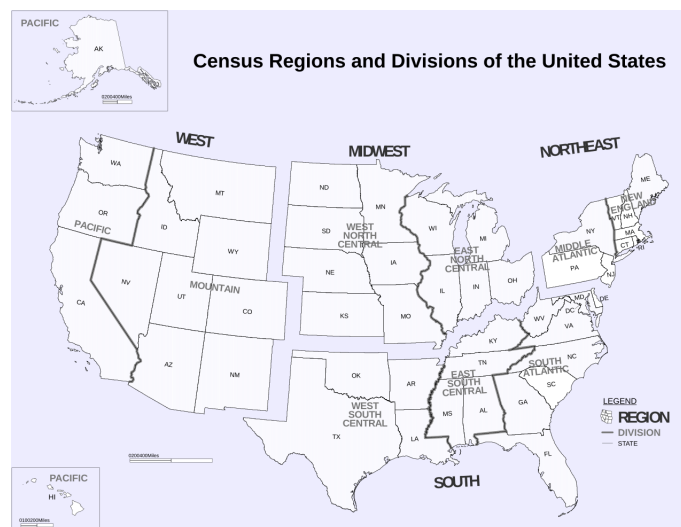 PACIFIC
AK
0200400Miles
Census Regions and Divisions of the United States
WEST
MIDWEST
NORTHEAST
WA
OR
PACIFIC
CA
MT
ID
WY
NV
UT
MOUNTAIN
CO
AZ
NM
ND
MN
SD
WEST
NORTH
CENTRAL
NE
IA
KS
MO
WI
MI
EAST
NORTH
CENTRAL
IL
IN
OH
ME
NEW
ENGLAND
VT
NH
MA
CT
RI
NY
MIDDLE
ATLANTIC
PA
NJ
OK
AR
WEST
SOUTH
CENTRAL
TX
LA
KY
TN
EAST
SOUTH
CENTRAL
MS
AL
MD
DE
DC
WV
VA
NC
SOUTH
ATLANTIC
SC
GA
FL
SOUTH
LEGEND
REGION
DIVISION
STATE
0200400Miles
PACIFIC
HI
0100200Miles